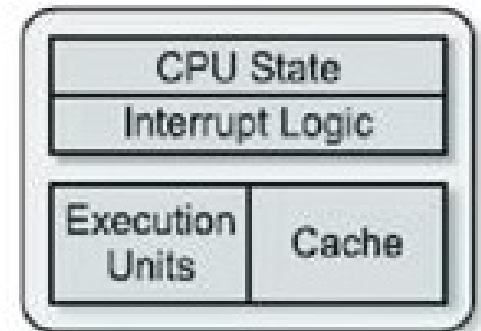 CPU State
Interrupt Logic
Execution
Units
Cache